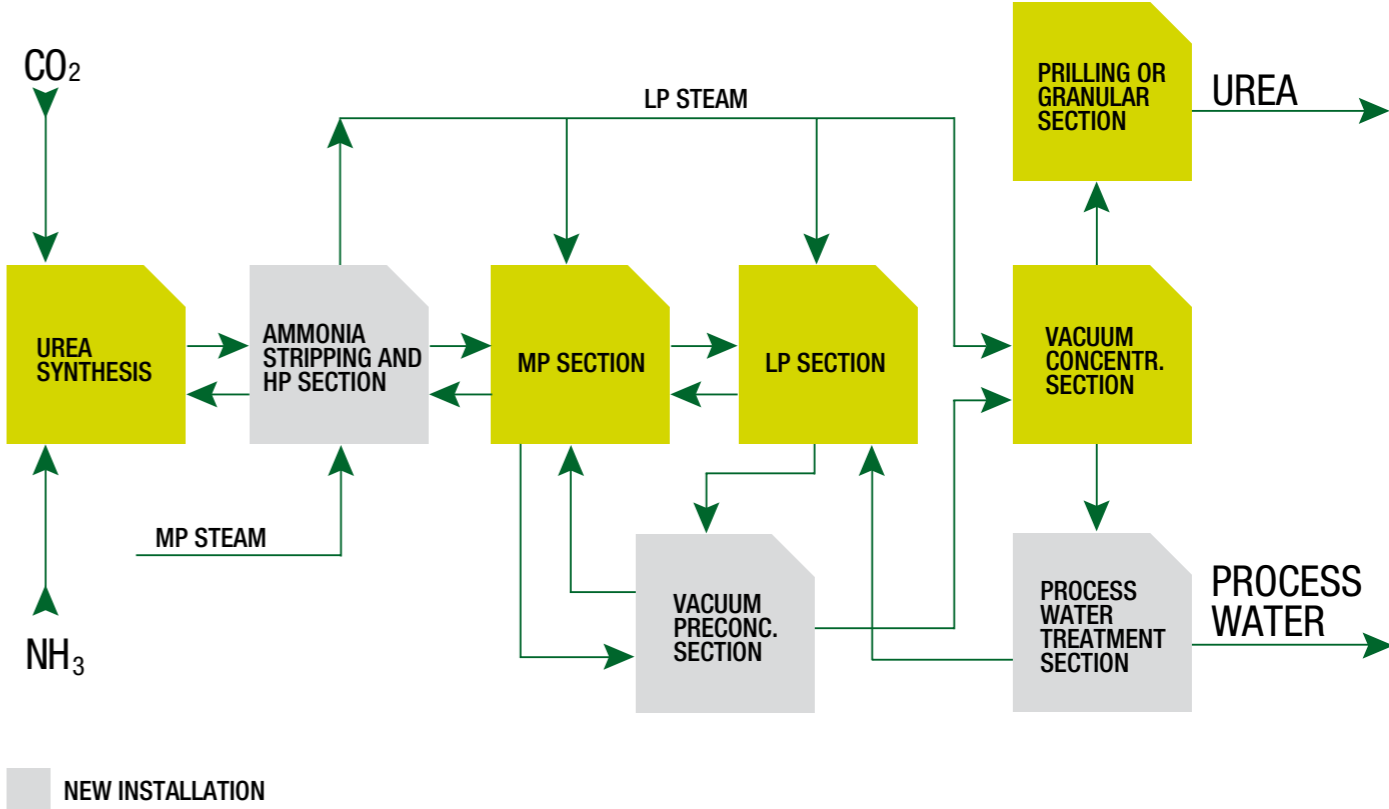 CO₂
LP STEAM
PRILLING OR
GRANULAR
SECTION
UREA
UREA
SYNTHESIS
AMMONIA
STRIPPING AND
HP SECTION
MP SECTION
LP SECTION
VACUUM
CONCENTR.
SECTION
MP STEAM
NH₃
VACUUM
PRECONC.
SECTION
PROCESS
WATER
TREATMENT
SECTION
PROCESS
WATER
NEW INSTALLATION